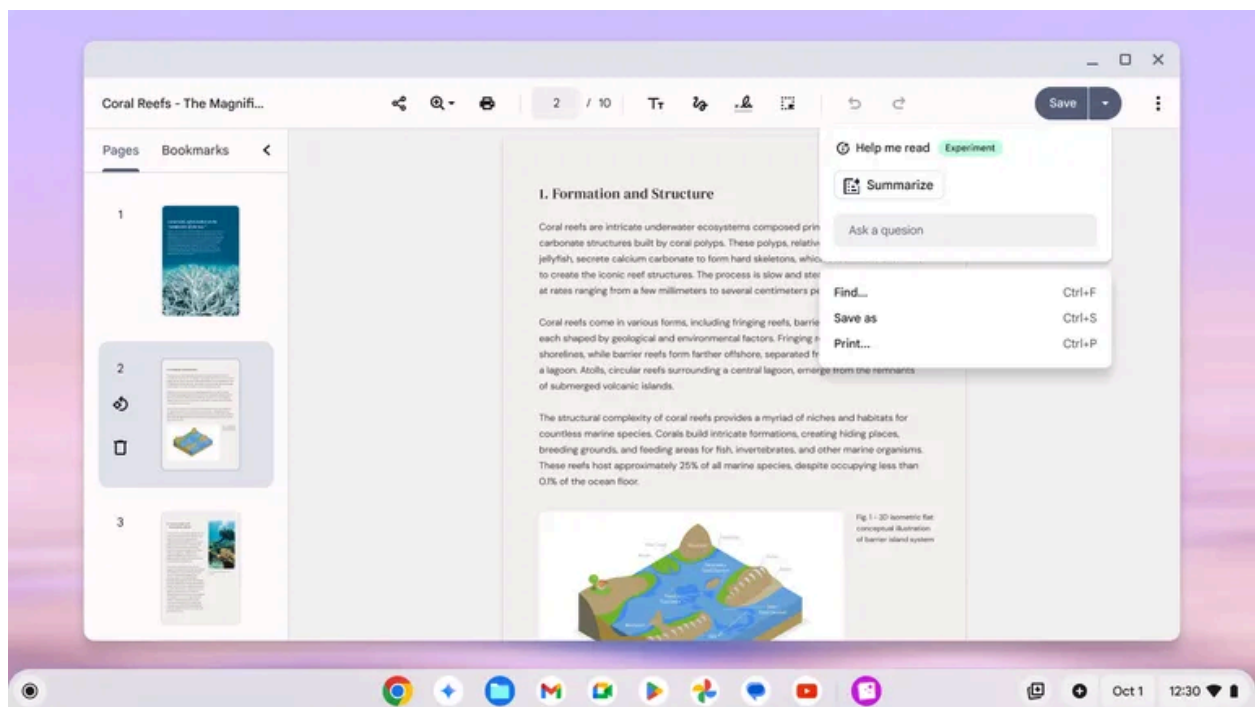 Coral Reefs - The Magnifi...
2 / 10
Save
Pages Bookmarks
1
2
3
Help me read Experiment
Summarize
Ask a quesion
Find... Ctrl+F
Save as Ctrl+S
Print... Ctrl+P
1. Formation and Structure
Coral reefs are intricate underwater ecosystems composed prin
carbonate structures built by coral polyps. These polyps, relativ
jellyfish, secrete calcium carbonate to form hard skeletons, whic
to create the iconic reef structures. The process is slow and ste
at rates ranging from a few millimeters to several centimeters pe
Coral reefs come in various forms, including fringing reefs, barrie
each shaped by geological and environmental factors. Fringing r
shorelines, while barrier reefs form farther offshore, separated fr
a lagoon. Atolls, circular reefs surrounding a central lagoon, emerge from the remnants
of submerged volcanic islands.
The structural complexity of coral reefs provides a myriad of niches and habitats for
countless marine species. Corals build intricate formations, creating hiding places,
breeding grounds, and feeding areas for fish, invertebrates, and other marine organisms.
These reefs host approximately 25% of all marine species, despite occupying less than
0.1% of the ocean floor.
Fig. 1 - 2D isometric flat
conceptual illustration
of barrier island system
Oct 1 12:30